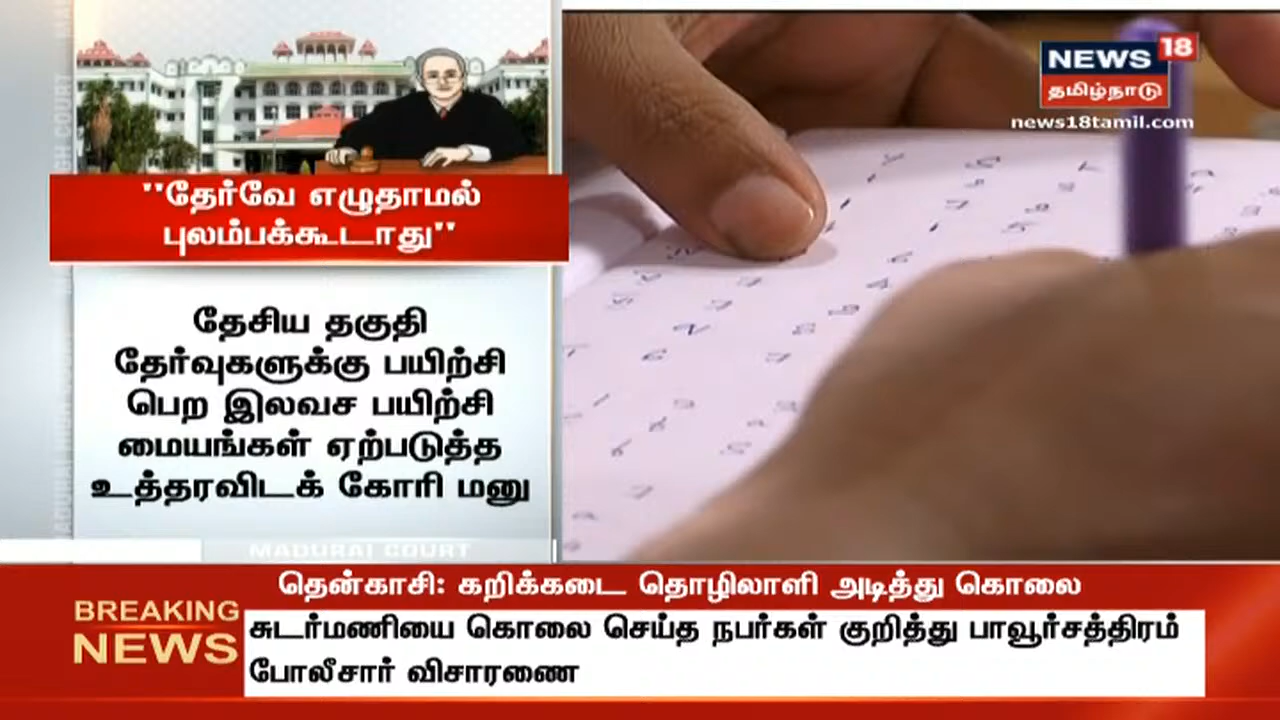 NEWS 18
தமிழ்நாடு
news18tamil.com
"தேர்வே எழுதாமல்
புலம்பக்கூடாது"
தேசிய தகுதி
தேர்வுகளுக்கு பயிற்சி
பெற இலவச பயிற்சி
மையங்கள் ஏற்படுத்த
உத்தரவிடக் கோரி மனு
MADURAI COURT
தென்காசி: கறிக்கடை தொழிலாளி அடித்து கொலை
BREAKING
NEWS
சுடர்மணியை கொலை செய்த நபர்கள் குறித்து பாவூர்சத்திரம்
போலீசார் விசாரணை